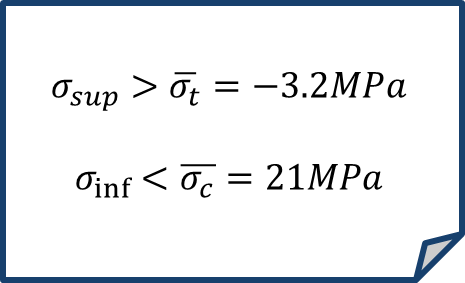 σ_sup > σ̅_t = −3.2MPa
σ_inf < σ̅_c̅ = 21MPa